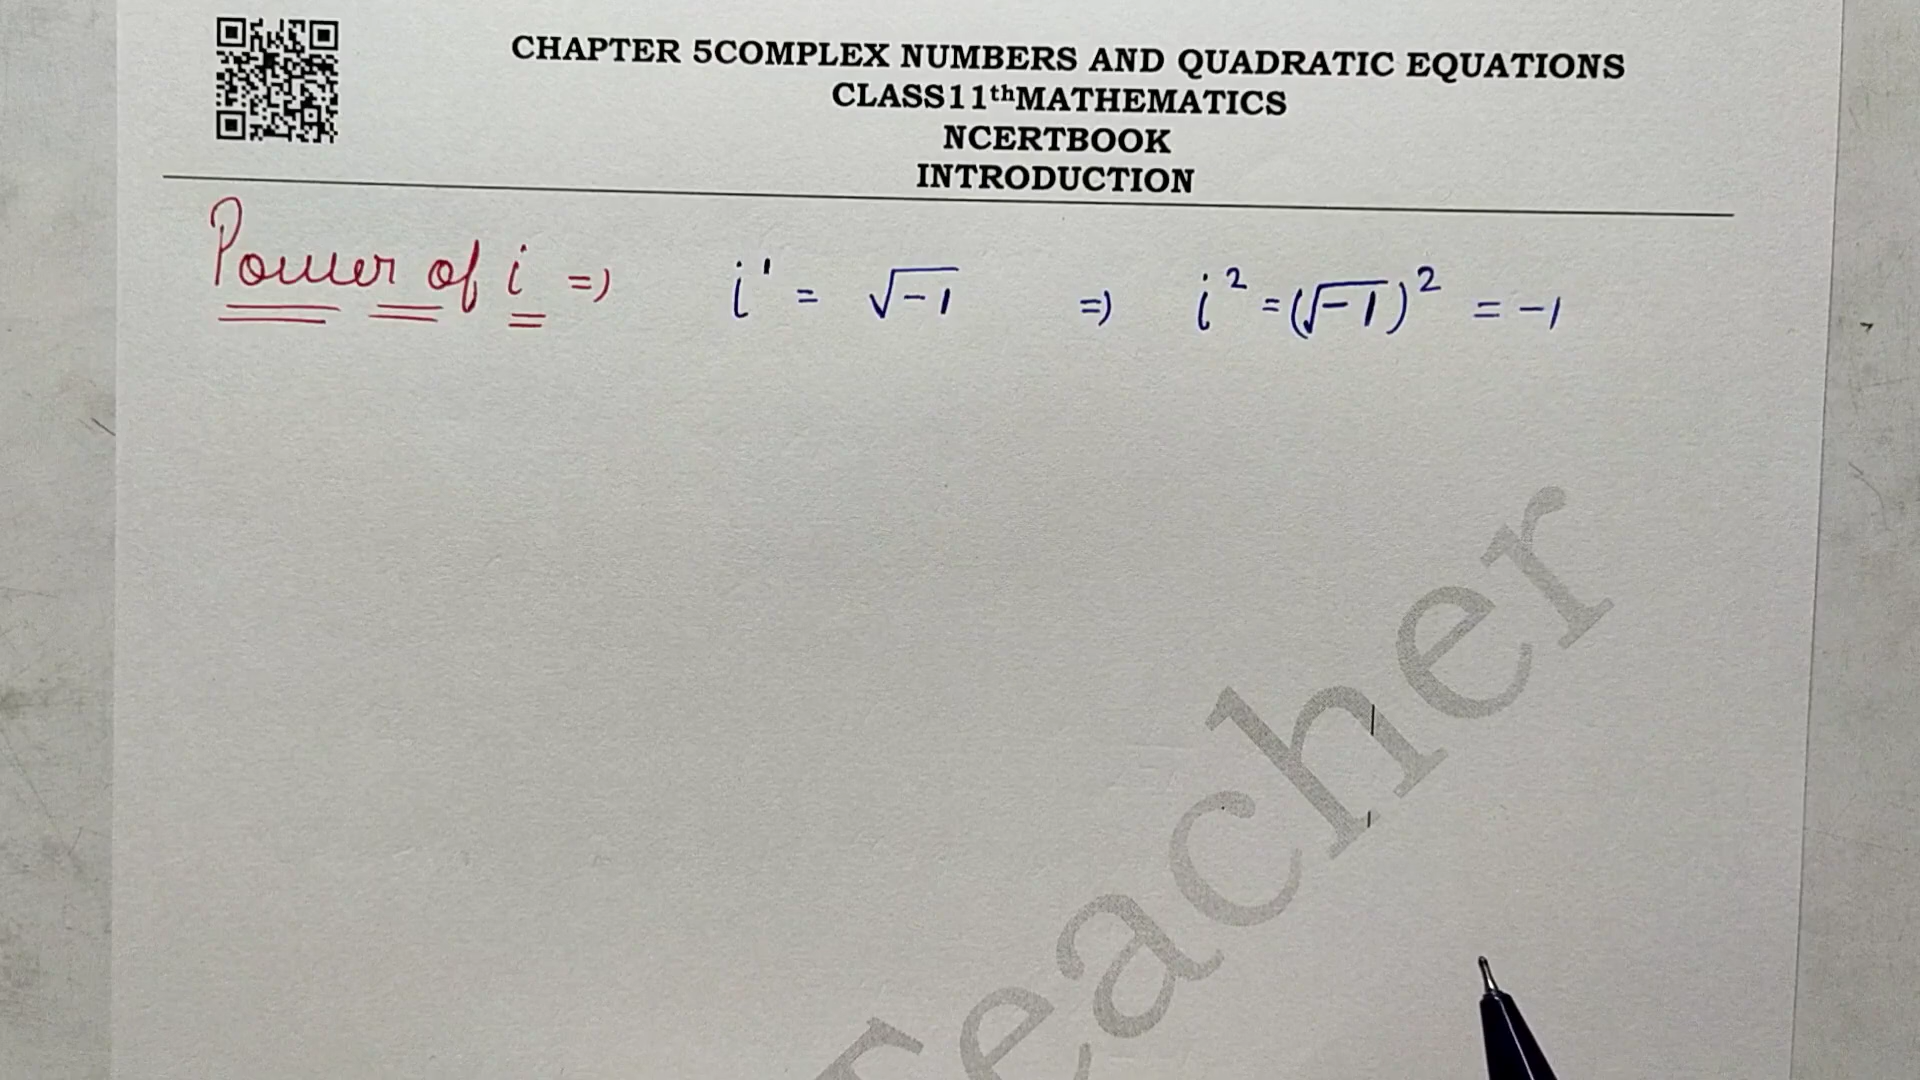 CHAPTER 5COMPLEX NUMBERS AND QUADRATIC EQUATIONS
CLASS11thMATHEMATICS
NCERTBOOK
INTRODUCTION
Power of i => i¹ = √-1 => i² = (√-1)² = -1
Teacher